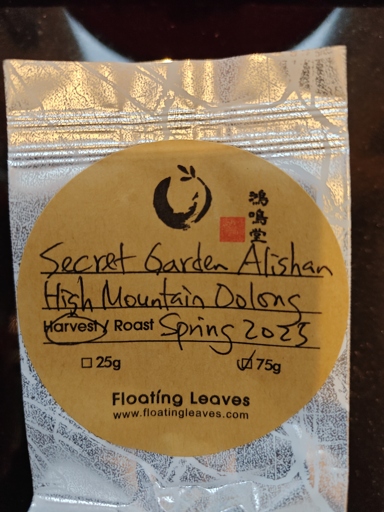 鴻鳴堂
Secret Garden Alishan
High Mountain Oolong
Harvest / Roast Spring 2023
25g 75g
Floating Leaves
www.floatingleaves.com